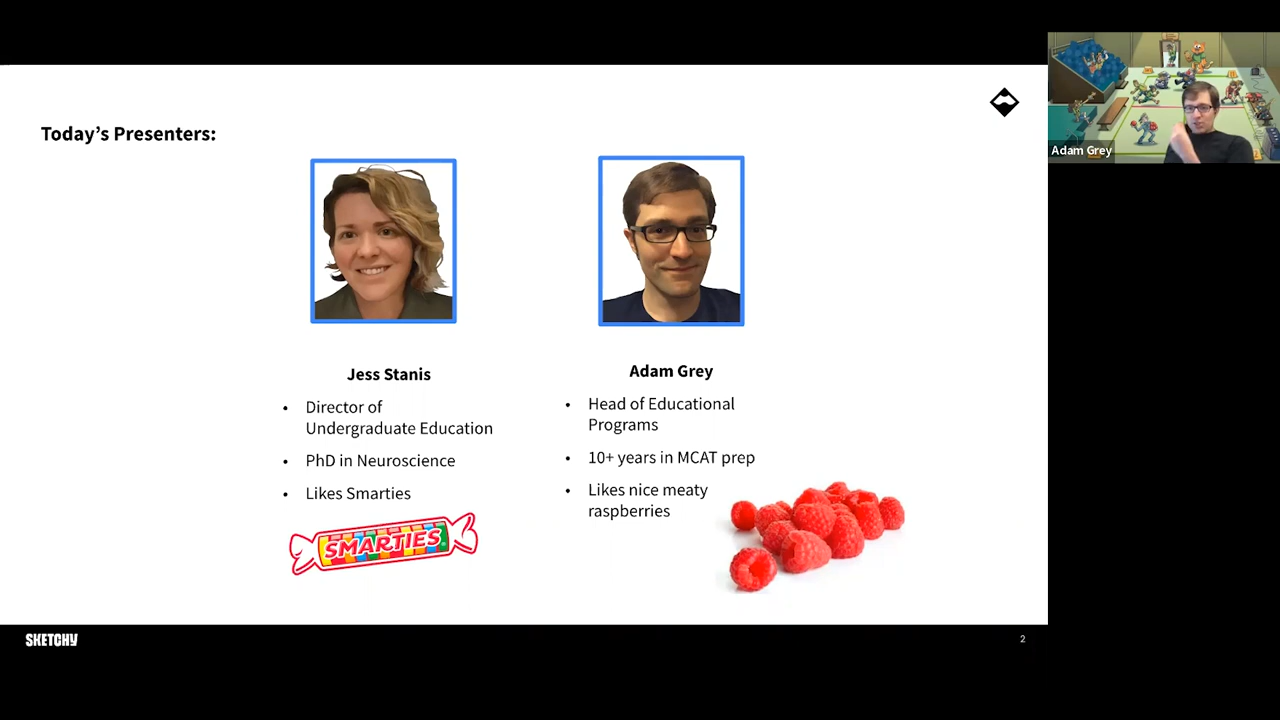 Today's Presenters:
Adam Grey
Jess Stanis
• Director of
Undergraduate Education
• PhD in Neuroscience
• Likes Smarties
SMARTIES
Adam Grey
• Head of Educational
Programs
• 10+ years in MCAT prep
• Likes nice meaty
raspberries
SKETCHY
2